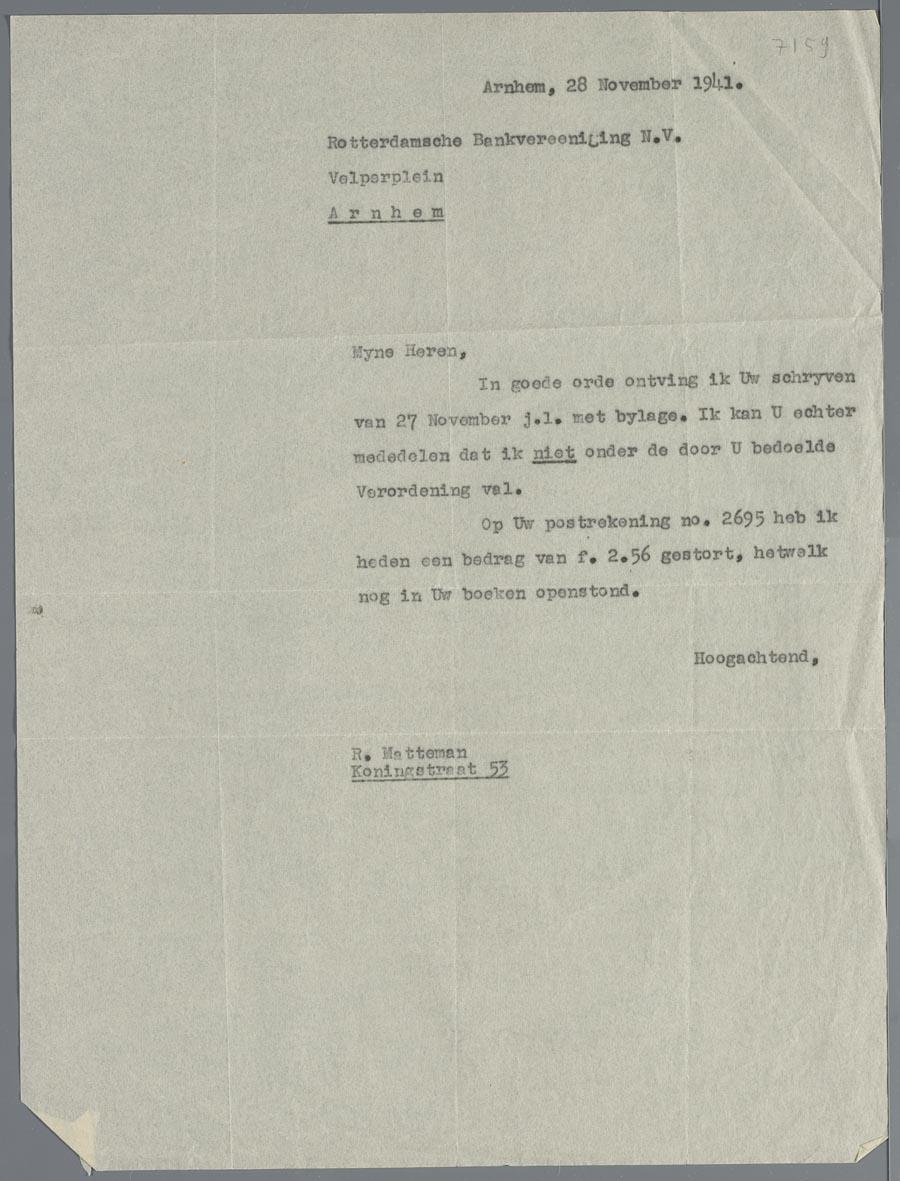 7159
Arnhem, 28 November 1941.
Rotterdamsche Bankvereeniging N.V.
Velperplein
A r n h e m
Myne Heren,
In goede orde ontving ik Uw schryven
van 27 November j.l. met bylage. Ik kan U echter
mededelen dat ik niet onder de door U bedoelde
Verordening val.
Op Uw postrekening no. 2695 heb ik
heden een bedrag van f. 2.56 gestort, hetwelk
nog in Uw boeken openstond.
Hoogachtend,
R. Matteman
Koningstraat 53